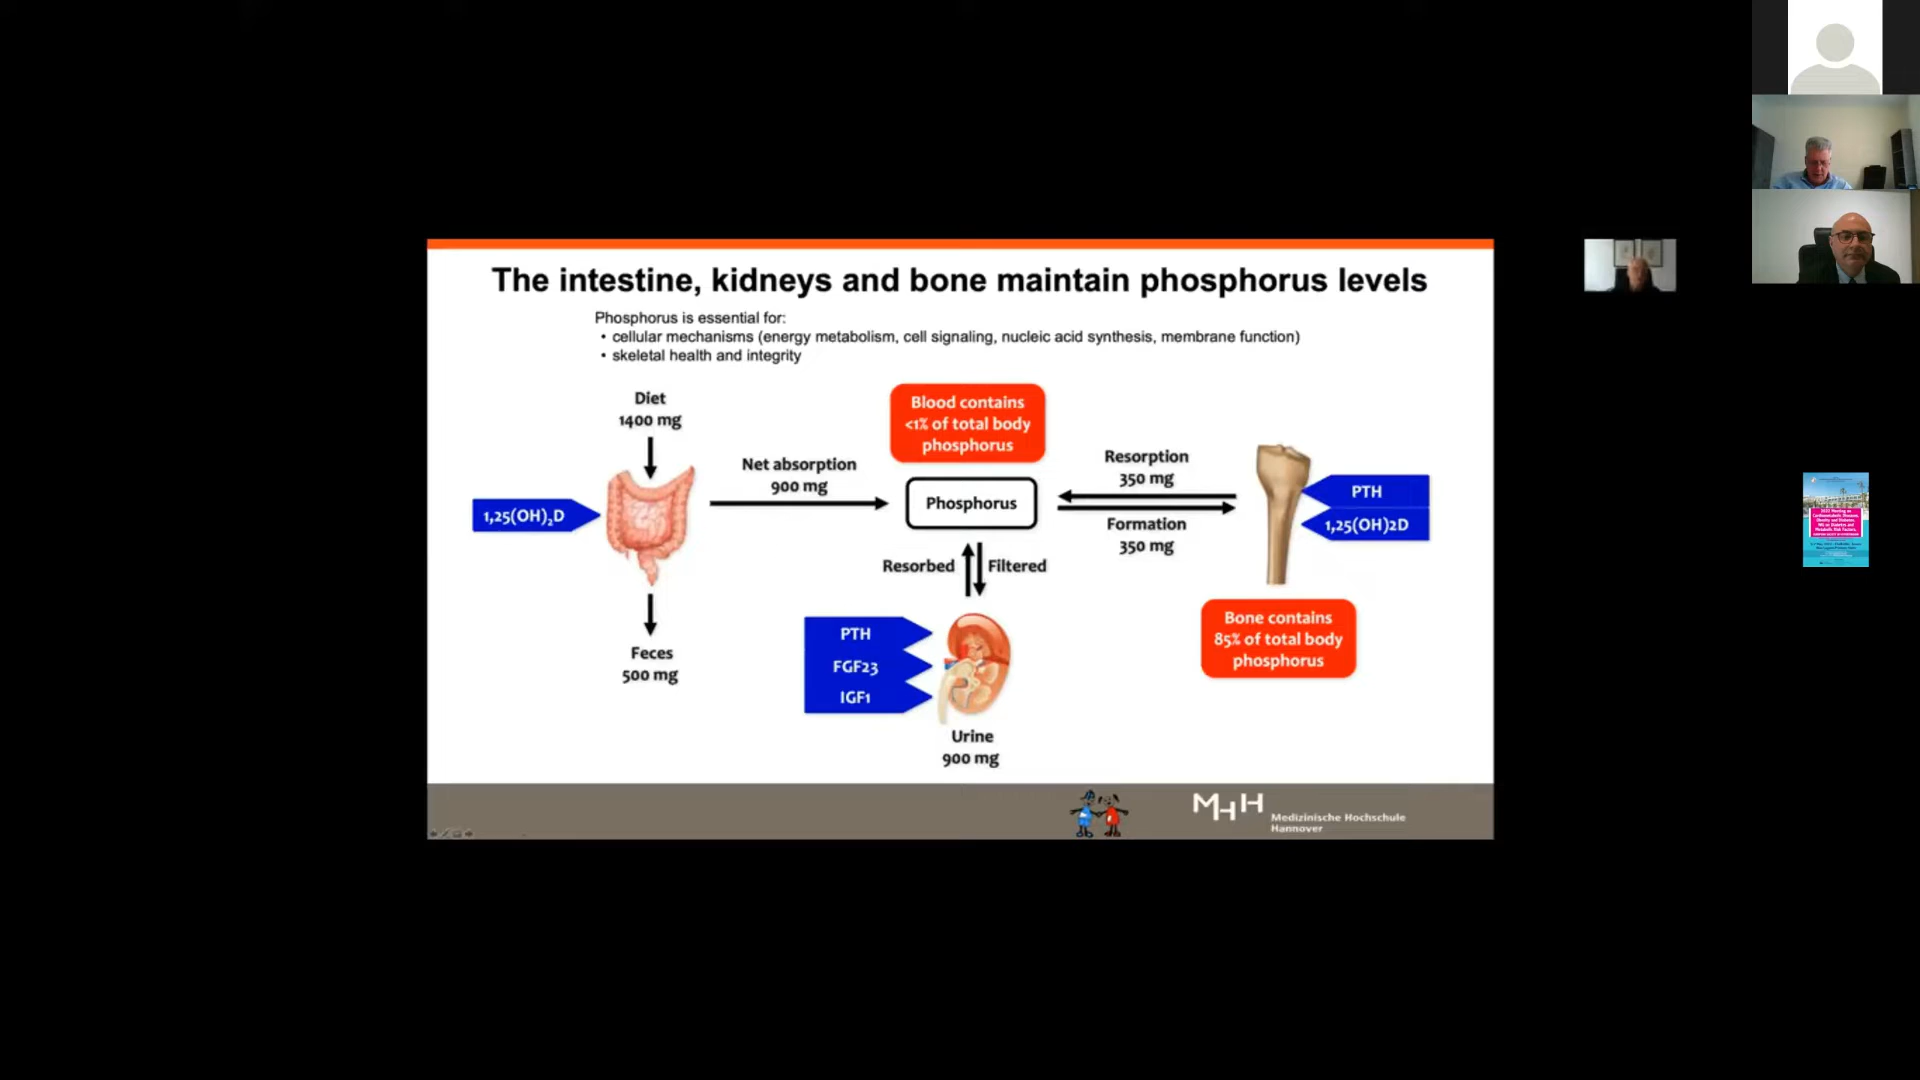 The intestine, kidneys and bone maintain phosphorus levels
Phosphorus is essential for:
• cellular mechanisms (energy metabolism, cell signaling, nucleic acid synthesis, membrane function)
• skeletal health and integrity
Diet
1400 mg
Blood contains
<1% of total body
phosphorus
Net absorption
900 mg
Resorption
350 mg
PTH
1,25(OH)₂D
Phosphorus
Formation
350 mg
1,25(OH)2D
Resorbed
Filtered
Feces
500 mg
PTH
FGF23
IGF1
Bone contains
85% of total body
phosphorus
Urine
900 mg
MHH
Medizinische Hochschule
Hannover